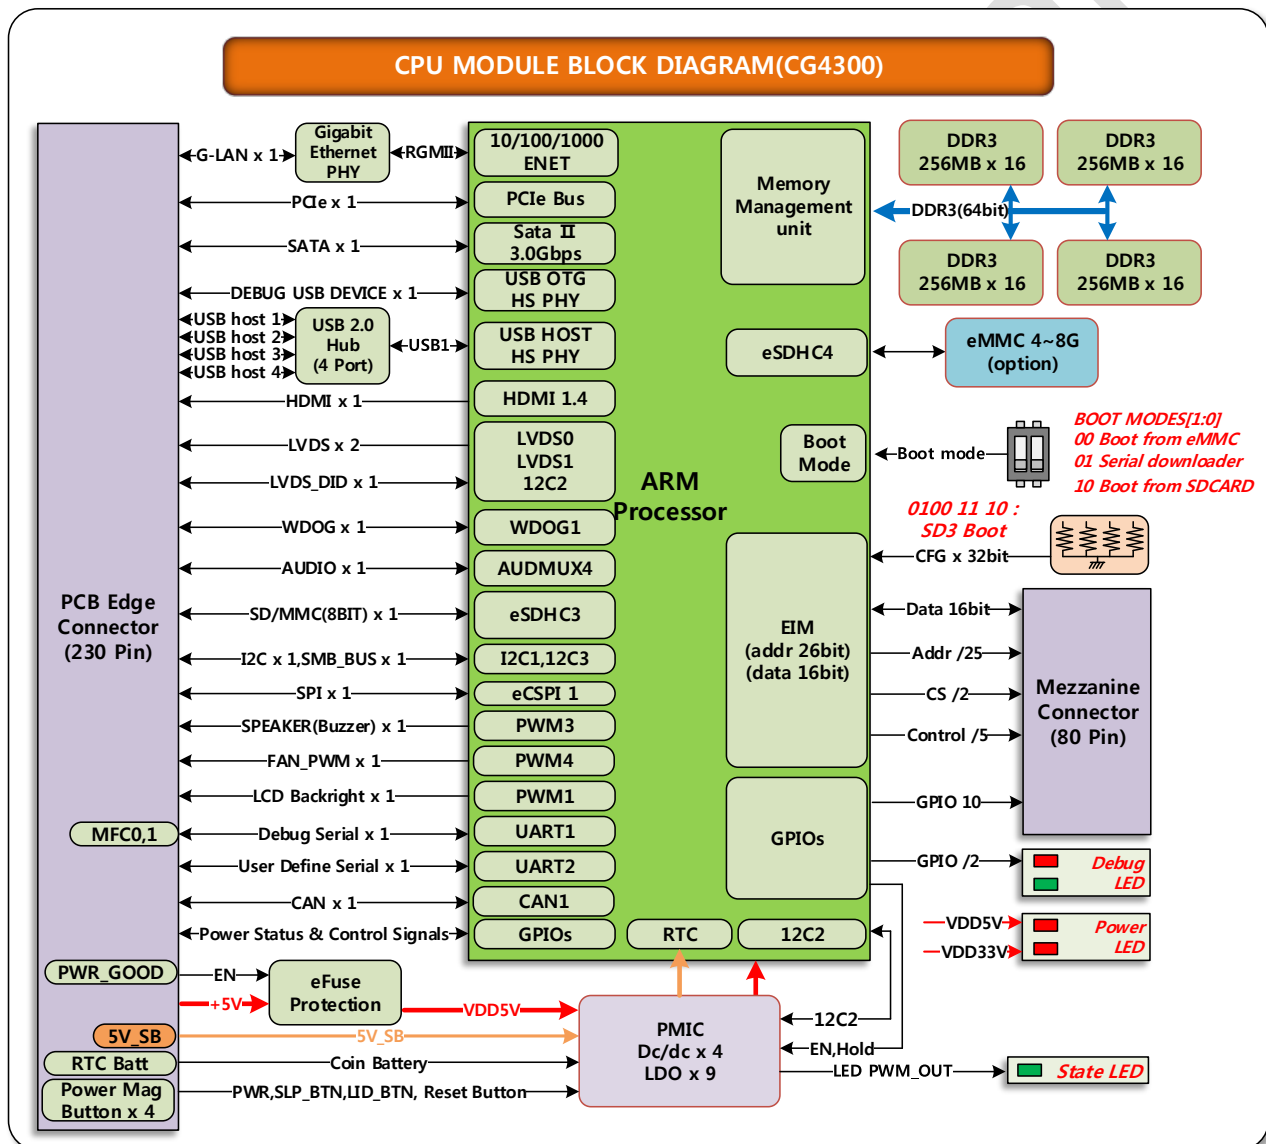 CPU MODULE BLOCK DIAGRAM(CG4300)
PCB Edge
Connector
(230 Pin)
G-LAN x 1
Gigabit
Ethernet
PHY
RGMII
10/100/1000
ENET
PCIe x 1
PCIe Bus
SATA x 1
Sata II
3.0Gbps
DEBUG USB DEVICE x 1
USB OTG
HS PHY
USB host 1
USB host 2
USB host 3
USB host 4
USB 2.0
Hub
(4 Port)
USB1
USB HOST
HS PHY
HDMI x 1
HDMI 1.4
LVDS x 2
LVDS_DID x 1
LVDS0
LVDS1
12C2
WDOG x 1
WDOG1
AUDIO x 1
AUDMUX4
SD/MMC(8BIT) x 1
eSDHC3
I2C x 1,SMB_BUS x 1
I2C1,12C3
SPI x 1
eCSPI 1
SPEAKER(Buzzer) x 1
PWM3
FAN_PWM x 1
PWM4
LCD Backright x 1
PWM1
MFC0,1
Debug Serial x 1
UART1
User Define Serial x 1
UART2
CAN x 1
CAN1
Power Status & Control Signals
GPIOs
RTC
12C2
ARM
Processor
Memory
Management
unit
DDR3(64bit)
DDR3
256MB x 16
DDR3
256MB x 16
DDR3
256MB x 16
DDR3
256MB x 16
eSDHC4
eMMC 4~8G
(option)
Boot
Mode
Boot mode
BOOT MODES[1:0]
00 Boot from eMMC
01 Serial downloader
10 Boot from SDCARD
0100 11 10 :
SD3 Boot
CFG x 32bit
EIM
(addr 26bit)
(data 16bit)
Data 16bit
Addr /25
CS /2
Control /5
Mezzanine
Connector
(80 Pin)
GPIOs
GPIO 10
GPIO /2
Debug
LED
VDD5V
VDD33V
Power
LED
PWR_GOOD
EN
+5V
eFuse
Protection
VDD5V
5V_SB
5V_SB
RTC Batt
Coin Battery
Power Mag
Button x 4
PWR,SLP_BTN,LID_BTN, Reset Button
PMIC
Dc/dc x 4
LDO x 9
12C2
EN,Hold
LED PWM_OUT
State LED